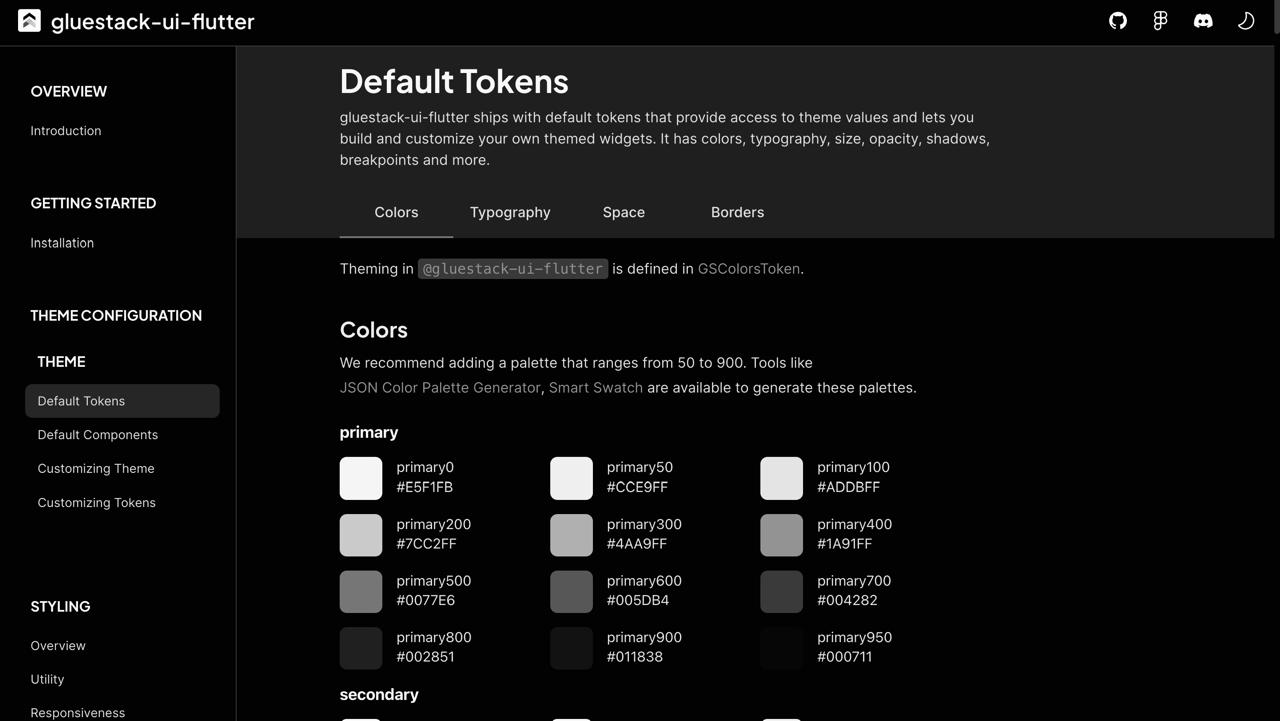 gluestack-ui-flutter
OVERVIEW
Introduction
GETTING STARTED
Installation
THEME CONFIGURATION
THEME
Default Tokens
Default Components
Customizing Theme
Customizing Tokens
STYLING
Overview
Utility
Responsiveness
Default Tokens
gluestack-ui-flutter ships with default tokens that provide access to theme values and lets you
build and customize your own themed widgets. It has colors, typography, size, opacity, shadows,
breakpoints and more.
Colors Typography Space Borders
Theming in @gluestack-ui-flutter is defined in GSColorsToken.
Colors
We recommend adding a palette that ranges from 50 to 900. Tools like
JSON Color Palette Generator, Smart Swatch are available to generate these palettes.
primary
primary0 primary50 primary100
#E5F1FB #CCE9FF #ADDBFF
primary200 primary300 primary400
#7CC2FF #4AA9FF #1A91FF
primary500 primary600 primary700
#0077E6 #005DB4 #004282
primary800 primary900 primary950
#002851 #011838 #000711
secondary